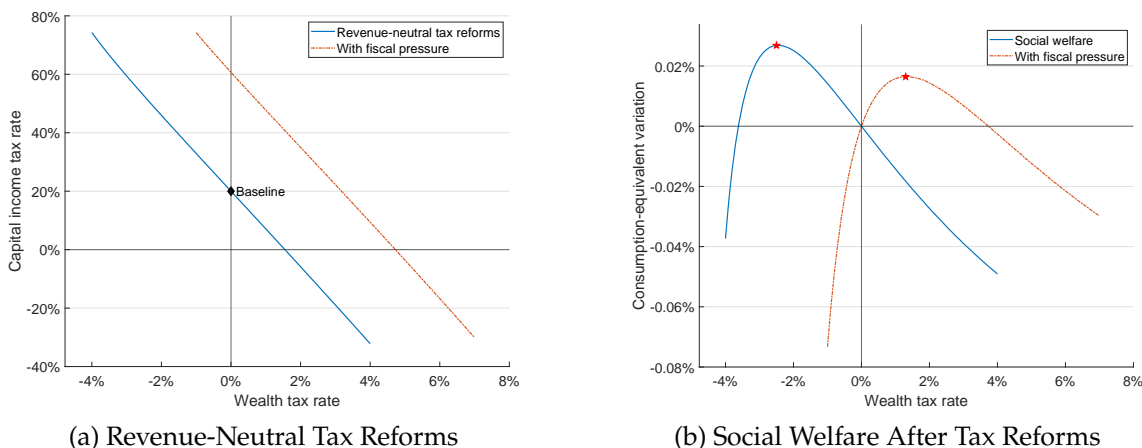 80%
60%
40%
20%
0%
-20%
-40%
Capital income tax rate
Revenue-neutral tax reforms
With fiscal pressure
Baseline
-4% -2% 0% 2% 4% 6% 8%
Wealth tax rate
(a) Revenue-Neutral Tax Reforms
0.02%
0%
-0.02%
-0.04%
-0.06%
-0.08%
Consumption-equivalent variation
Social welfare
With fiscal pressure
-4% -2% 0% 2% 4% 6% 8%
Wealth tax rate
(b) Social Welfare After Tax Reforms